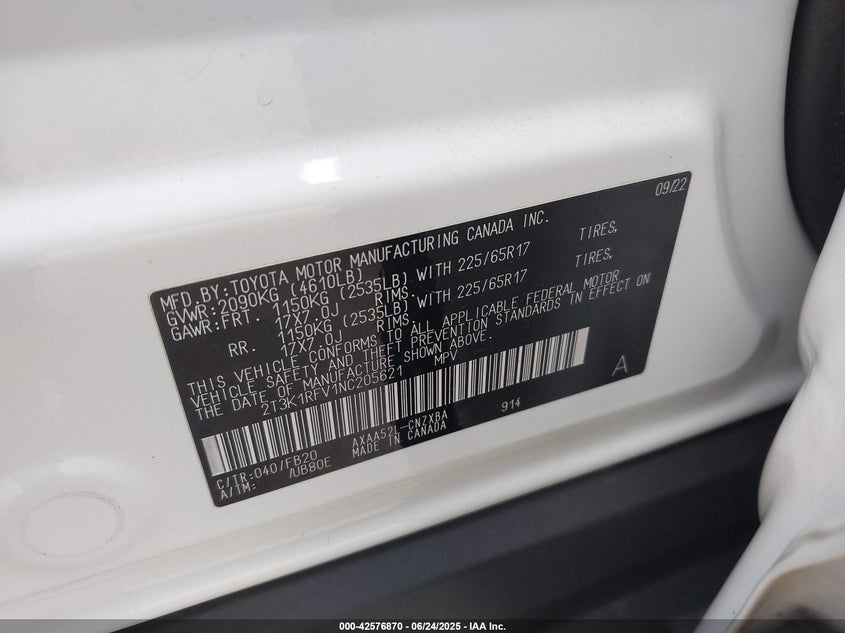 09/22
MFD.BY:TOYOTA MOTOR MANUFACTURING CANADA INC.
GVWR:2090KG (4610LB)
GAWR:FRT. 1150KG (2535LB) WITH 225/65R17 TIRES,
17X7.0J RIMS.
RR. 1150KG (2535LB) WITH 225/65R17 TIRES,
17X7.0J RIMS.
THIS VEHICLE CONFORMS TO ALL APPLICABLE FEDERAL MOTOR
VEHICLE SAFETY AND THEFT PREVENTION STANDARDS IN EFFECT ON
THE DATE OF MANUFACTURE SHOWN ABOVE.
2T3K1RFV1NC205621 MPV
A
C/TR:040/FB20 AXAA52L-CN7XBA 914
A/TM: /UB80E MADE IN CANADA
000-42576870 | 06/24/2025 - IAA Inc.